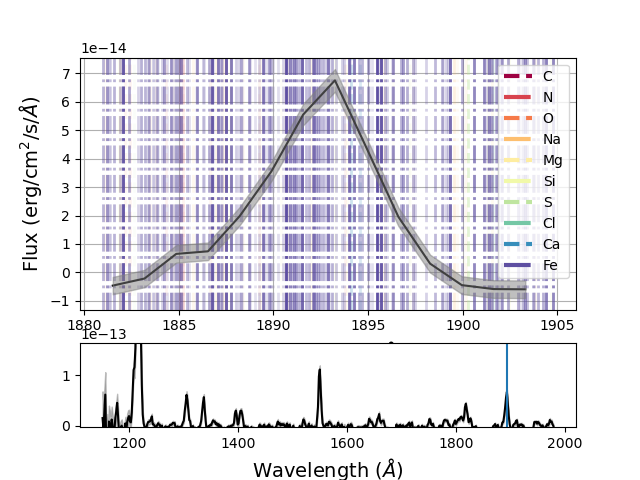 1e−14
7
6
5
4
3
2
1
0
−1
Flux (erg/cm²/s/Å)
C
N
O
Na
Mg
Si
S
Cl
Ca
Fe
1880 1885 1890 1895 1900 1905
1e−13
1
0
1200 1400 1600 1800 2000
Wavelength (Å)